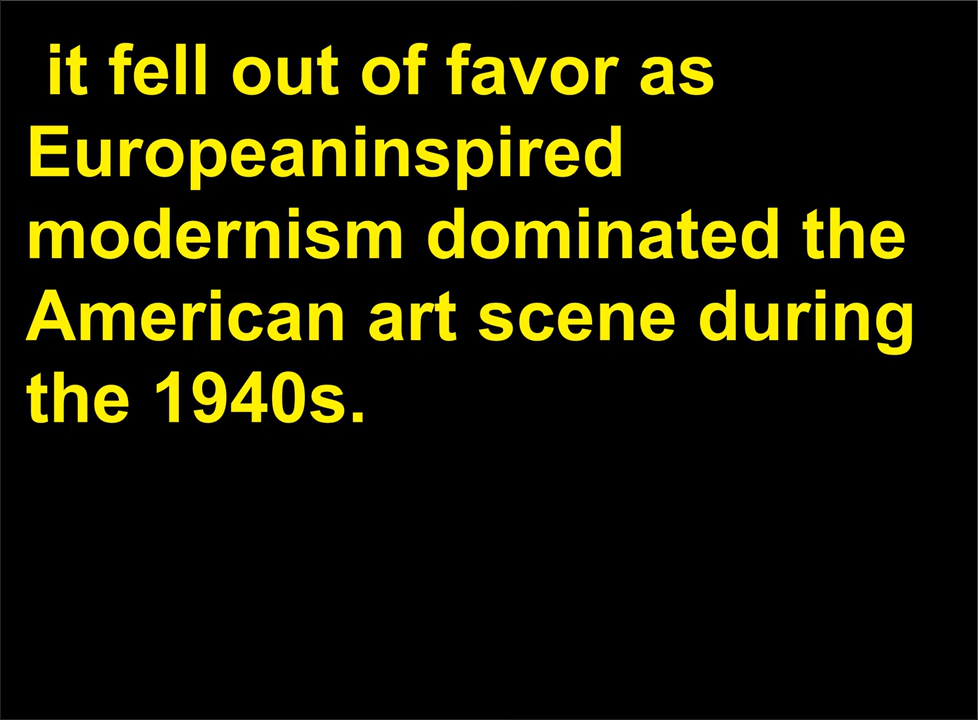 it fell out of favor as
Europeaninspired
modernism dominated the
American art scene during
the 1940s.